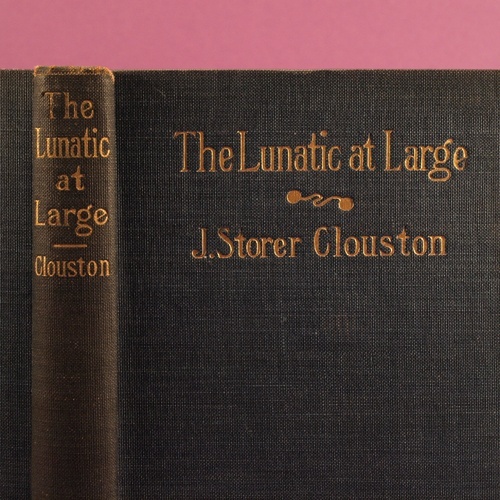 The
Lunatic
at
Large
Clouston
The Lunatic at Large
J. Storer Clouston